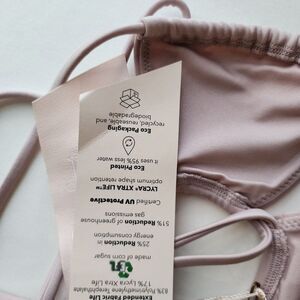 Extended Fabric Life
83% Polytrimethylene Terephthalate
17% Lycra Xtra Life
made of corn sugar
25% Reduction in
energy consumption
51% Reduction of greenhouse
gas emissions
Certified UV Protective
LYCRA® XTRA LIFE™
optimum shape retention
Eco Printed
it uses 95% less water
Eco Packaging
recycled, reuseable, and
biodegradable